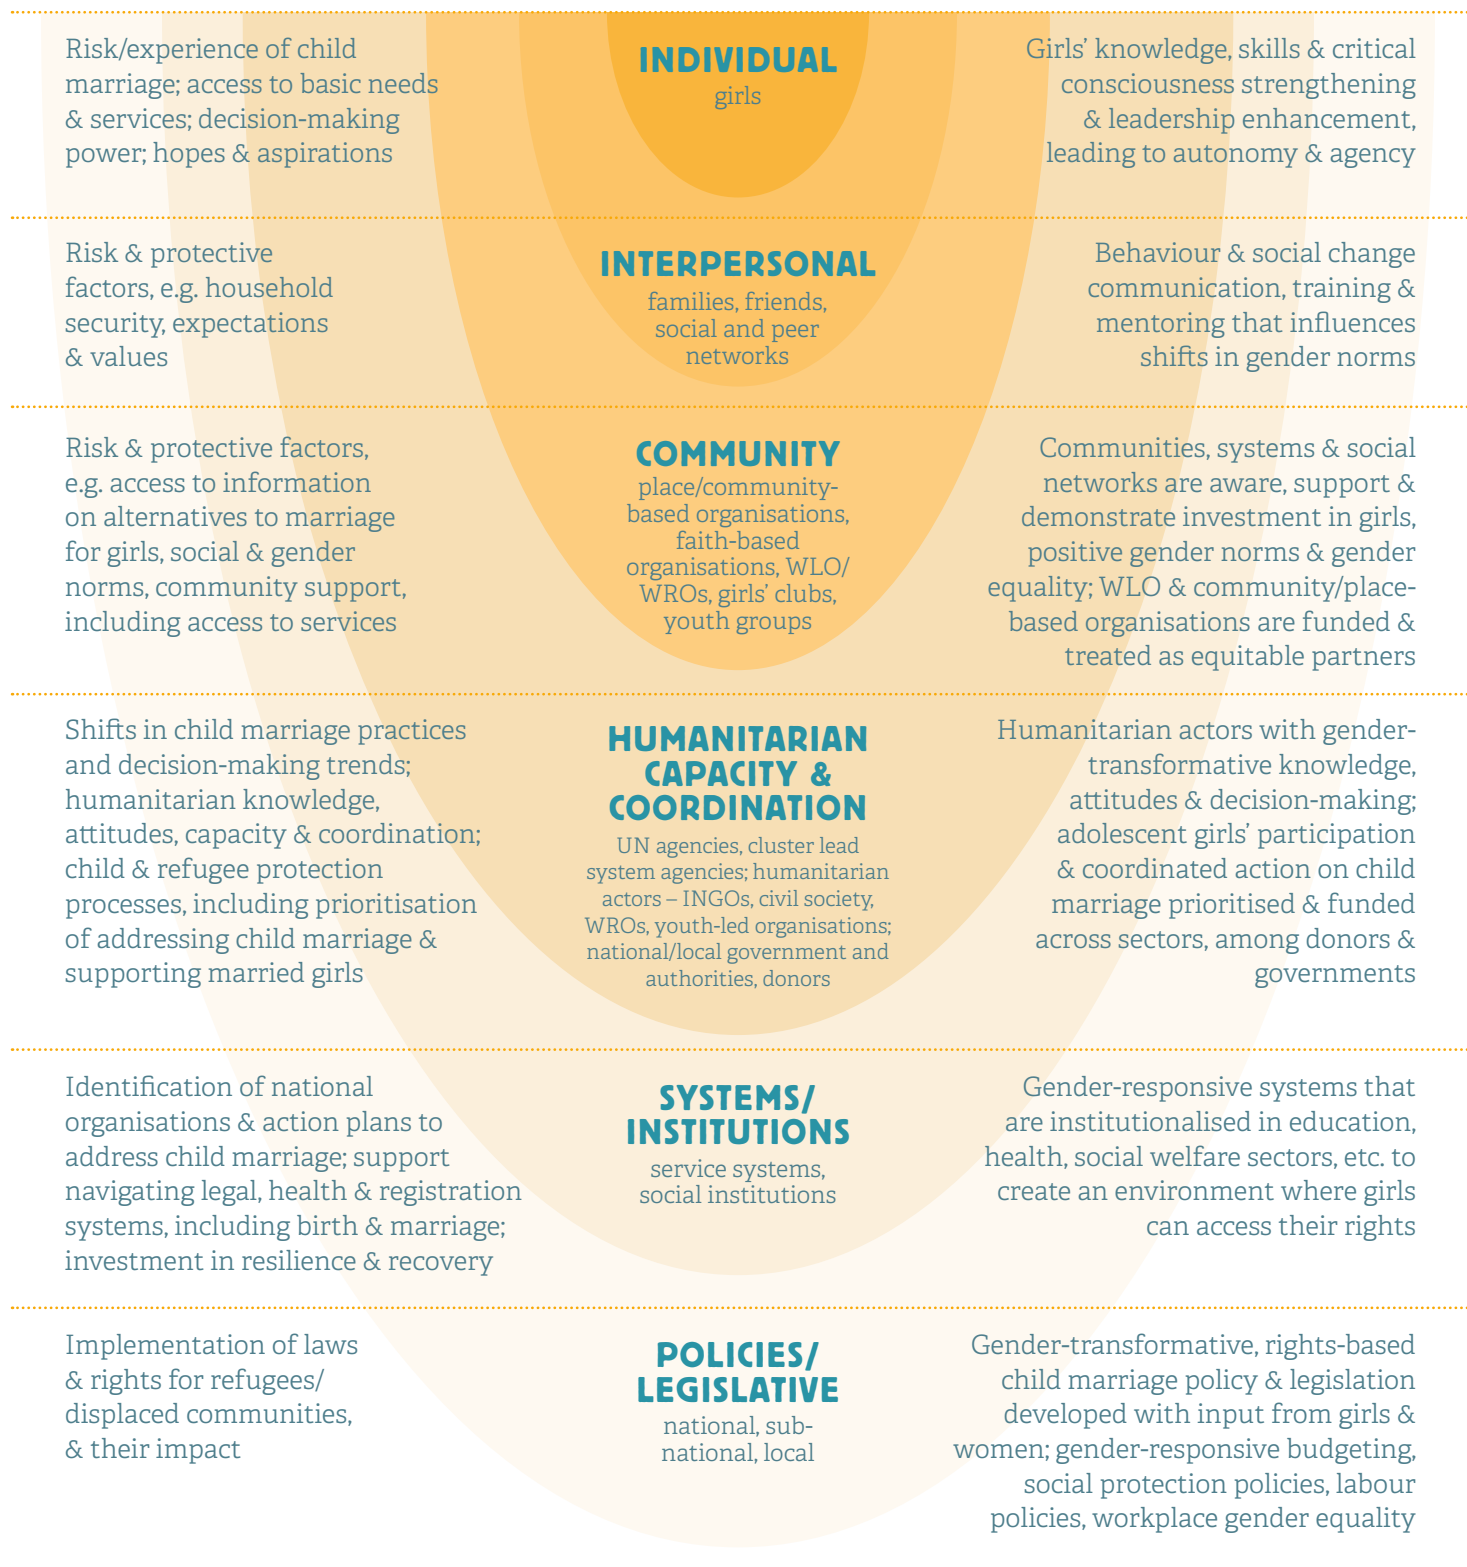 Risk/experience of child
marriage; access to basic needs
& services; decision-making
power; hopes & aspirations
INDIVIDUAL
girls
Girls’ knowledge, skills & critical
consciousness strengthening
& leadership enhancement,
leading to autonomy & agency
Risk & protective
factors, e.g. household
security, expectations
& values
INTERPERSONAL
families, friends,
social and peer
networks
Behaviour & social change
communication, training &
mentoring that influences
shifts in gender norms
Risk & protective factors,
e.g. access to information
on alternatives to marriage
for girls, social & gender
norms, community support,
including access to services
COMMUNITY
place/community-
based organisations,
faith-based
organisations, WLO/
WROs, girls’ clubs,
youth groups
Communities, systems & social
networks are aware, support &
demonstrate investment in girls,
positive gender norms & gender
equality; WLO & community/place-
based organisations are funded &
treated as equitable partners
Shifts in child marriage practices
and decision-making trends;
humanitarian knowledge,
attitudes, capacity & coordination;
child & refugee protection
processes, including prioritisation
of addressing child marriage &
supporting married girls
HUMANITARIAN
CAPACITY &
COORDINATION
UN agencies, cluster lead
system agencies; humanitarian
actors – INGOs, civil society,
WROs, youth-led organisations;
national/local government and
authorities, donors
Humanitarian actors with gender-
transformative knowledge,
attitudes & decision-making;
adolescent girls’ participation
& coordinated action on child
marriage prioritised & funded
across sectors, among donors &
governments
Identification of national
organisations & action plans to
address child marriage; support
navigating legal, health & registration
systems, including birth & marriage;
investment in resilience & recovery
SYSTEMS/
INSTITUTIONS
service systems,
social institutions
Gender-responsive systems that
are institutionalised in education,
health, social welfare sectors, etc. to
create an environment where girls
can access their rights
Implementation of laws
& rights for refugees/
displaced communities,
& their impact
POLICIES/
LEGISLATIVE
national, sub-
national, local
Gender-transformative, rights-based
child marriage policy & legislation
developed with input from girls &
women; gender-responsive budgeting,
social protection policies, labour
policies, workplace gender equality